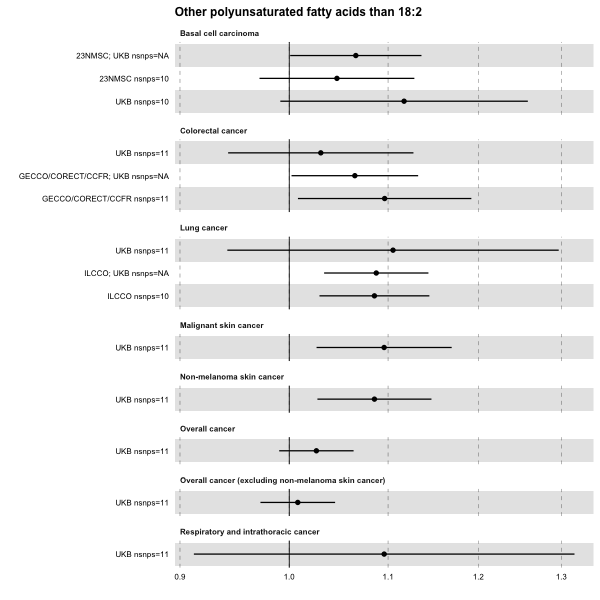 Other polyunsaturated fatty acids than 18:2
Basal cell carcinoma
23NMSC; UKB nsnps=NA
23NMSC nsnps=10
UKB nsnps=10
Colorectal cancer
UKB nsnps=11
GECCO/CORECT/CCFR; UKB nsnps=NA
GECCO/CORECT/CCFR nsnps=11
Lung cancer
UKB nsnps=11
ILCCO; UKB nsnps=NA
ILCCO nsnps=10
Malignant skin cancer
UKB nsnps=11
Non-melanoma skin cancer
UKB nsnps=11
Overall cancer
UKB nsnps=11
Overall cancer (excluding non-melanoma skin cancer)
UKB nsnps=11
Respiratory and intrathoracic cancer
UKB nsnps=11
0.9 1.0 1.1 1.2 1.3